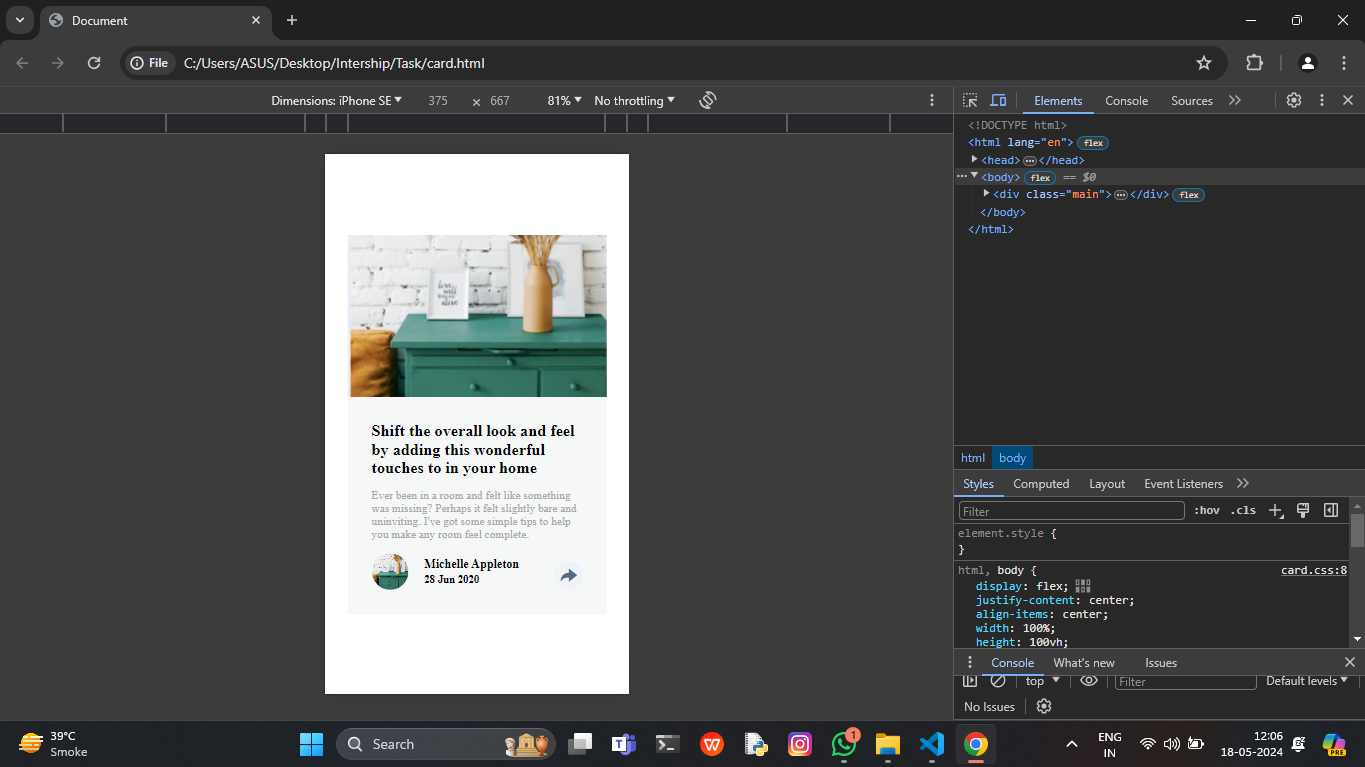 Document
File
C:/Users/ASUS/Desktop/Intership/Task/card.html
Dimensions: iPhone SE
375
×
667
81%
No throttling
Elements
Console
Sources
<!DOCTYPE html>
<html lang="en"> flex
<head> </head>
<body> flex == $0
<div class="main"> </div> flex
</body>
</html>
love
Shift the overall look and feel
by adding this wonderful
touches to in your home
Ever been in a room and felt like something
was missing? Perhaps it felt slightly bare and
uninviting. I've got some simple tips to help
you make any room feel complete.
Michelle Appleton
28 Jun 2020
html body
Styles Computed Layout Event Listeners
Filter :hov .cls
element.style {
}
html, body { card.css:8
display: flex;
justify-content: center;
align-items: center;
width: 100%;
height: 100vh;
Console What's new Issues
top Filter Default levels
No Issues
39°C
Smoke
Search
1
ENG
IN
12:06
18-05-2024
PRE